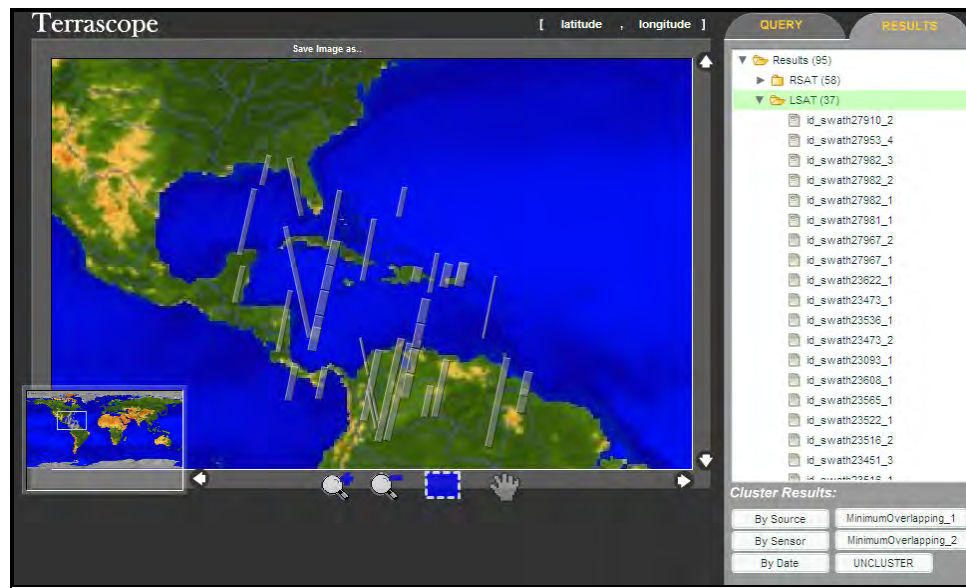 Terrascope
[ latitude , longitude ]
Save Image as..
QUERY
RESULTS
Results (95)
RSAT (58)
LSAT (37)
id_swath27910_2
id_swath27953_4
id_swath27982_3
id_swath27982_2
id_swath27982_1
id_swath27981_1
id_swath27967_2
id_swath27967_1
id_swath23622_1
id_swath23473_1
id_swath23536_1
id_swath23473_2
id_swath23093_1
id_swath23608_1
id_swath23565_1
id_swath23522_1
id_swath23516_2
id_swath23451_3
id_swath23516_1
Cluster Results:
By Source
MinimumOverlapping_1
By Sensor
MinimumOverlapping_2
By Date
UNCLUSTER